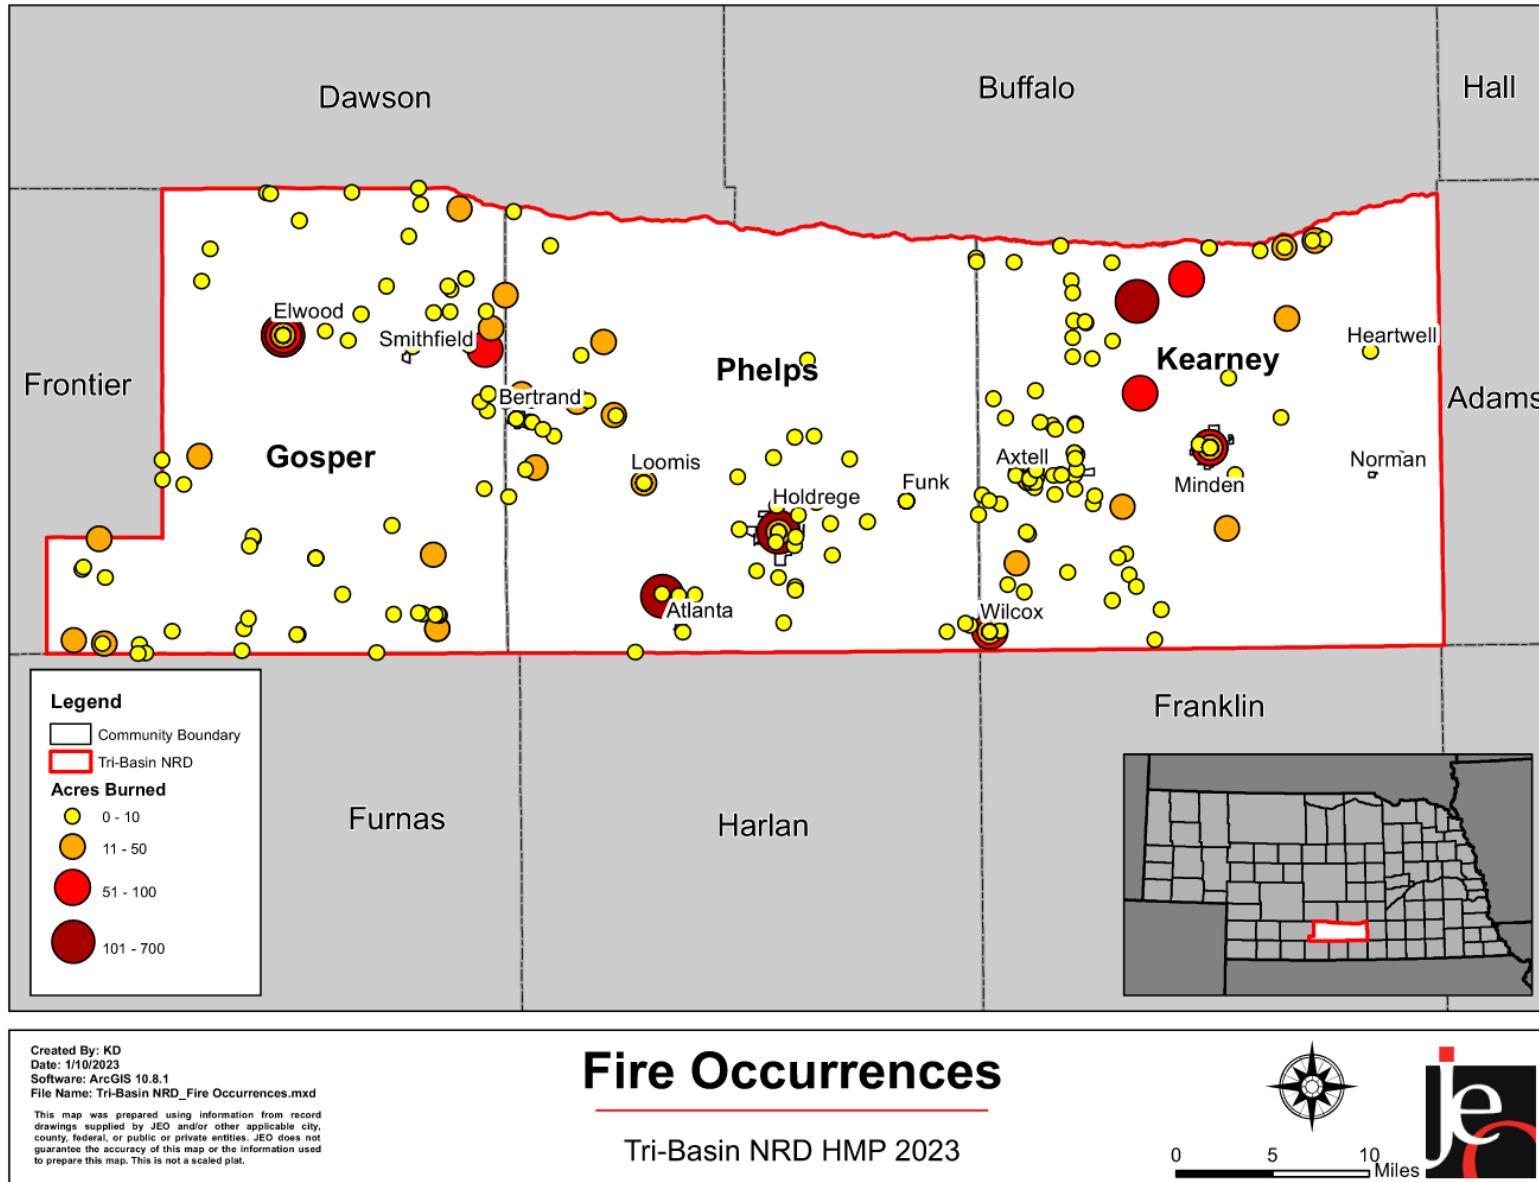 Dawson
Buffalo
Hall
Elwood
Smithfield
Heartwell
Frontier
Phelps
Kearney
Adams
Bertrand
Gosper
Loomis
Axtell
Norman
Funk
Minden
Holdrege
Atlanta
Wilcox
Franklin
Furnas
Harlan
Legend
Community Boundary
Tri-Basin NRD
Acres Burned
0 - 10
11 - 50
51 - 100
101 - 700
Created By: KD
Date: 1/10/2023
Software: ArcGIS 10.8.1
File Name: Tri-Basin NRD_Fire Occurrences.mxd
This map was prepared using information from record
drawings supplied by JEO and/or other applicable city,
county, federal, or public or private entities. JEO does not
guarantee the accuracy of this map or the information used
to prepare this map. This is not a scaled plat.
Fire Occurrences
Tri-Basin NRD HMP 2023
0 5 10
Miles
jeo